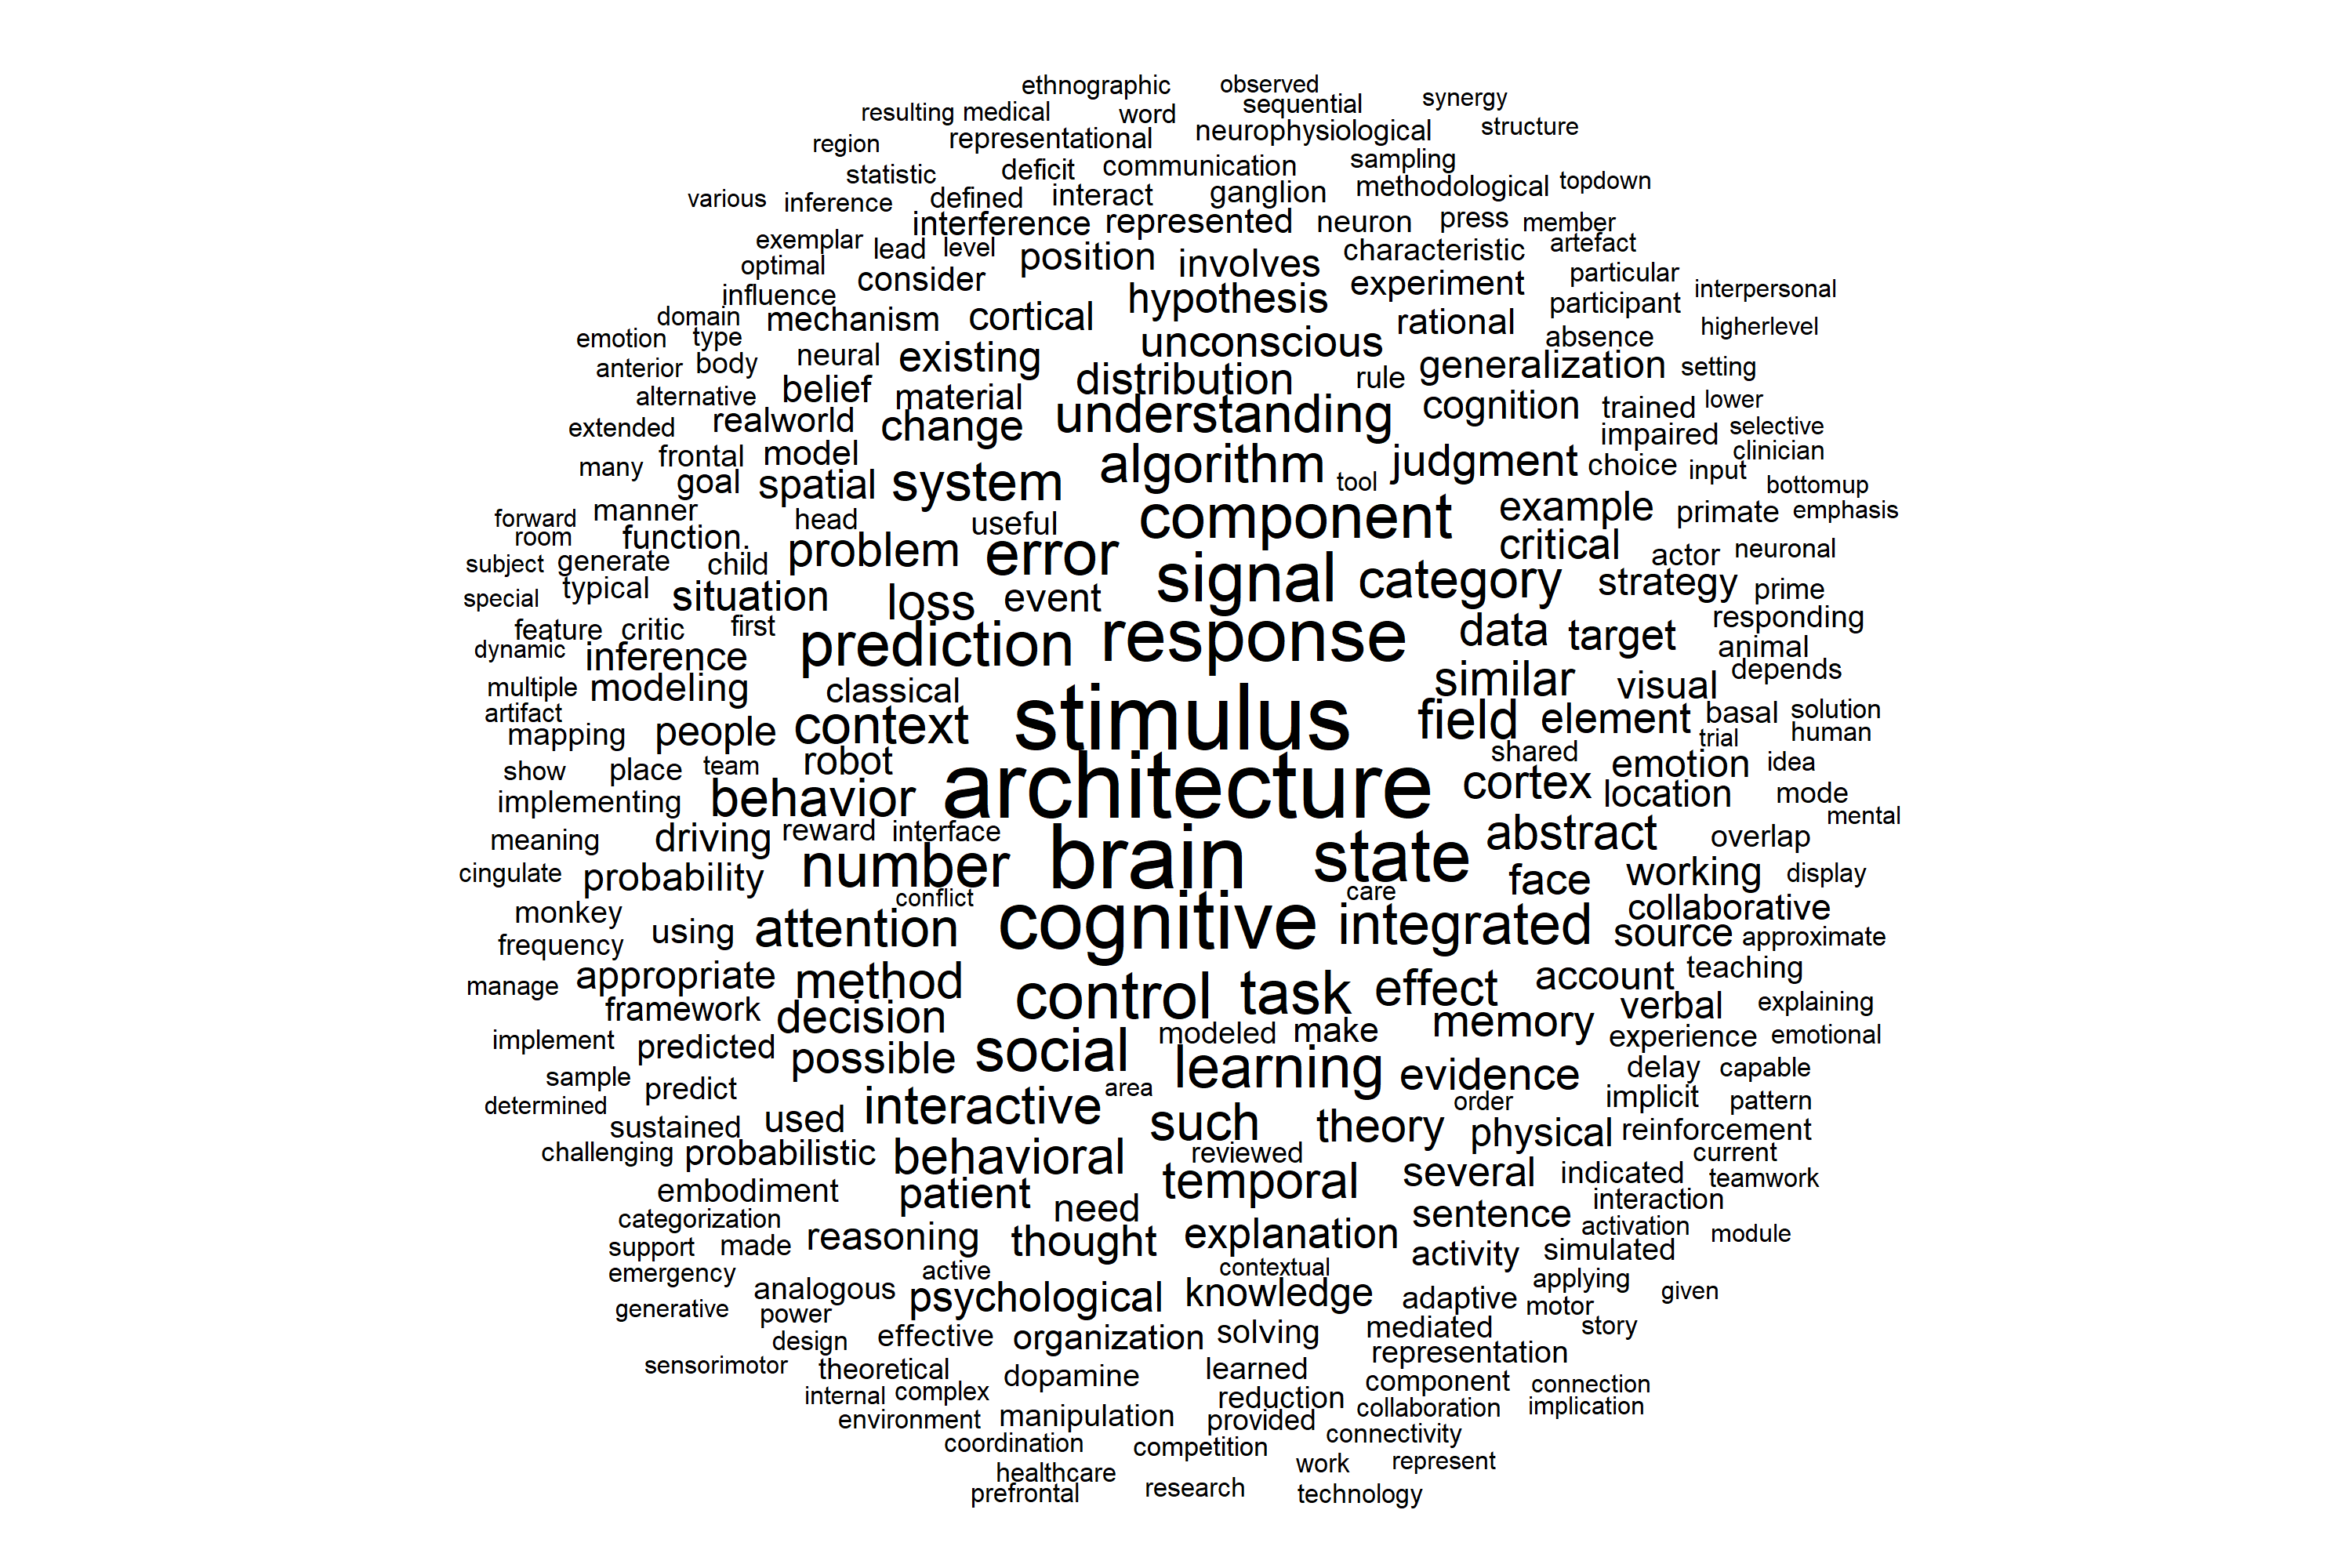 ethnographic observed
resulting medical word sequential synergy
region representational neurophysiological structure
statistic deficit communication sampling
various inference defined interact ganglion methodological topdown
interference represented neuron press member
exemplar lead level position involves characteristic artefact
optimal consider hypothesis experiment particular
influence participant interpersonal
domain mechanism cortical rational higherlevel
emotion type neural existing unconscious absence
anterior body distribution rule generalization setting
alternative belief material cognition trained lower
extended realworld change understanding impaired selective
many frontal model algorithm judgment choice input clinician
goal spatial system tool bottomup
forward manner head useful component example primate emphasis
room function. problem error critical actor neuronal
subject generate child signal category strategy prime
special typical situation loss event responding
feature critic first prediction response data target animal
dynamic inference similar visual depends
multiple modeling classical stimulus field element basal solution
artifact
mapping people context shared trial human
show place team robot architecture cortex emotion idea
implementing behavior location mode
meaning driving reward interface brain state abstract overlap mental
cingulate probability number face working display
monkey conflict cognitive care integrated collaborative
frequency using attention source approximate
manage appropriate method control task effect account teaching
framework decision memory verbal explaining
implement predicted possible social modeled make experience emotional
sample predict learning evidence delay capable
determined interactive area order implicit pattern
sustained used such theory physical reinforcement
challenging probabilistic behavioral reviewed current
embodiment patient temporal several indicated teamwork
categorization need sentence interaction
support made reasoning thought explanation activity activation simulated module
emergency active contextual applying
generative analogous psychological knowledge adaptive motor given
power
design effective organization solving mediated story
sensorimotor theoretical dopamine learned representation
internal complex reduction component connection
environment manipulation provided collaboration implication
coordination competition connectivity
healthcare work represent
prefrontal research technology